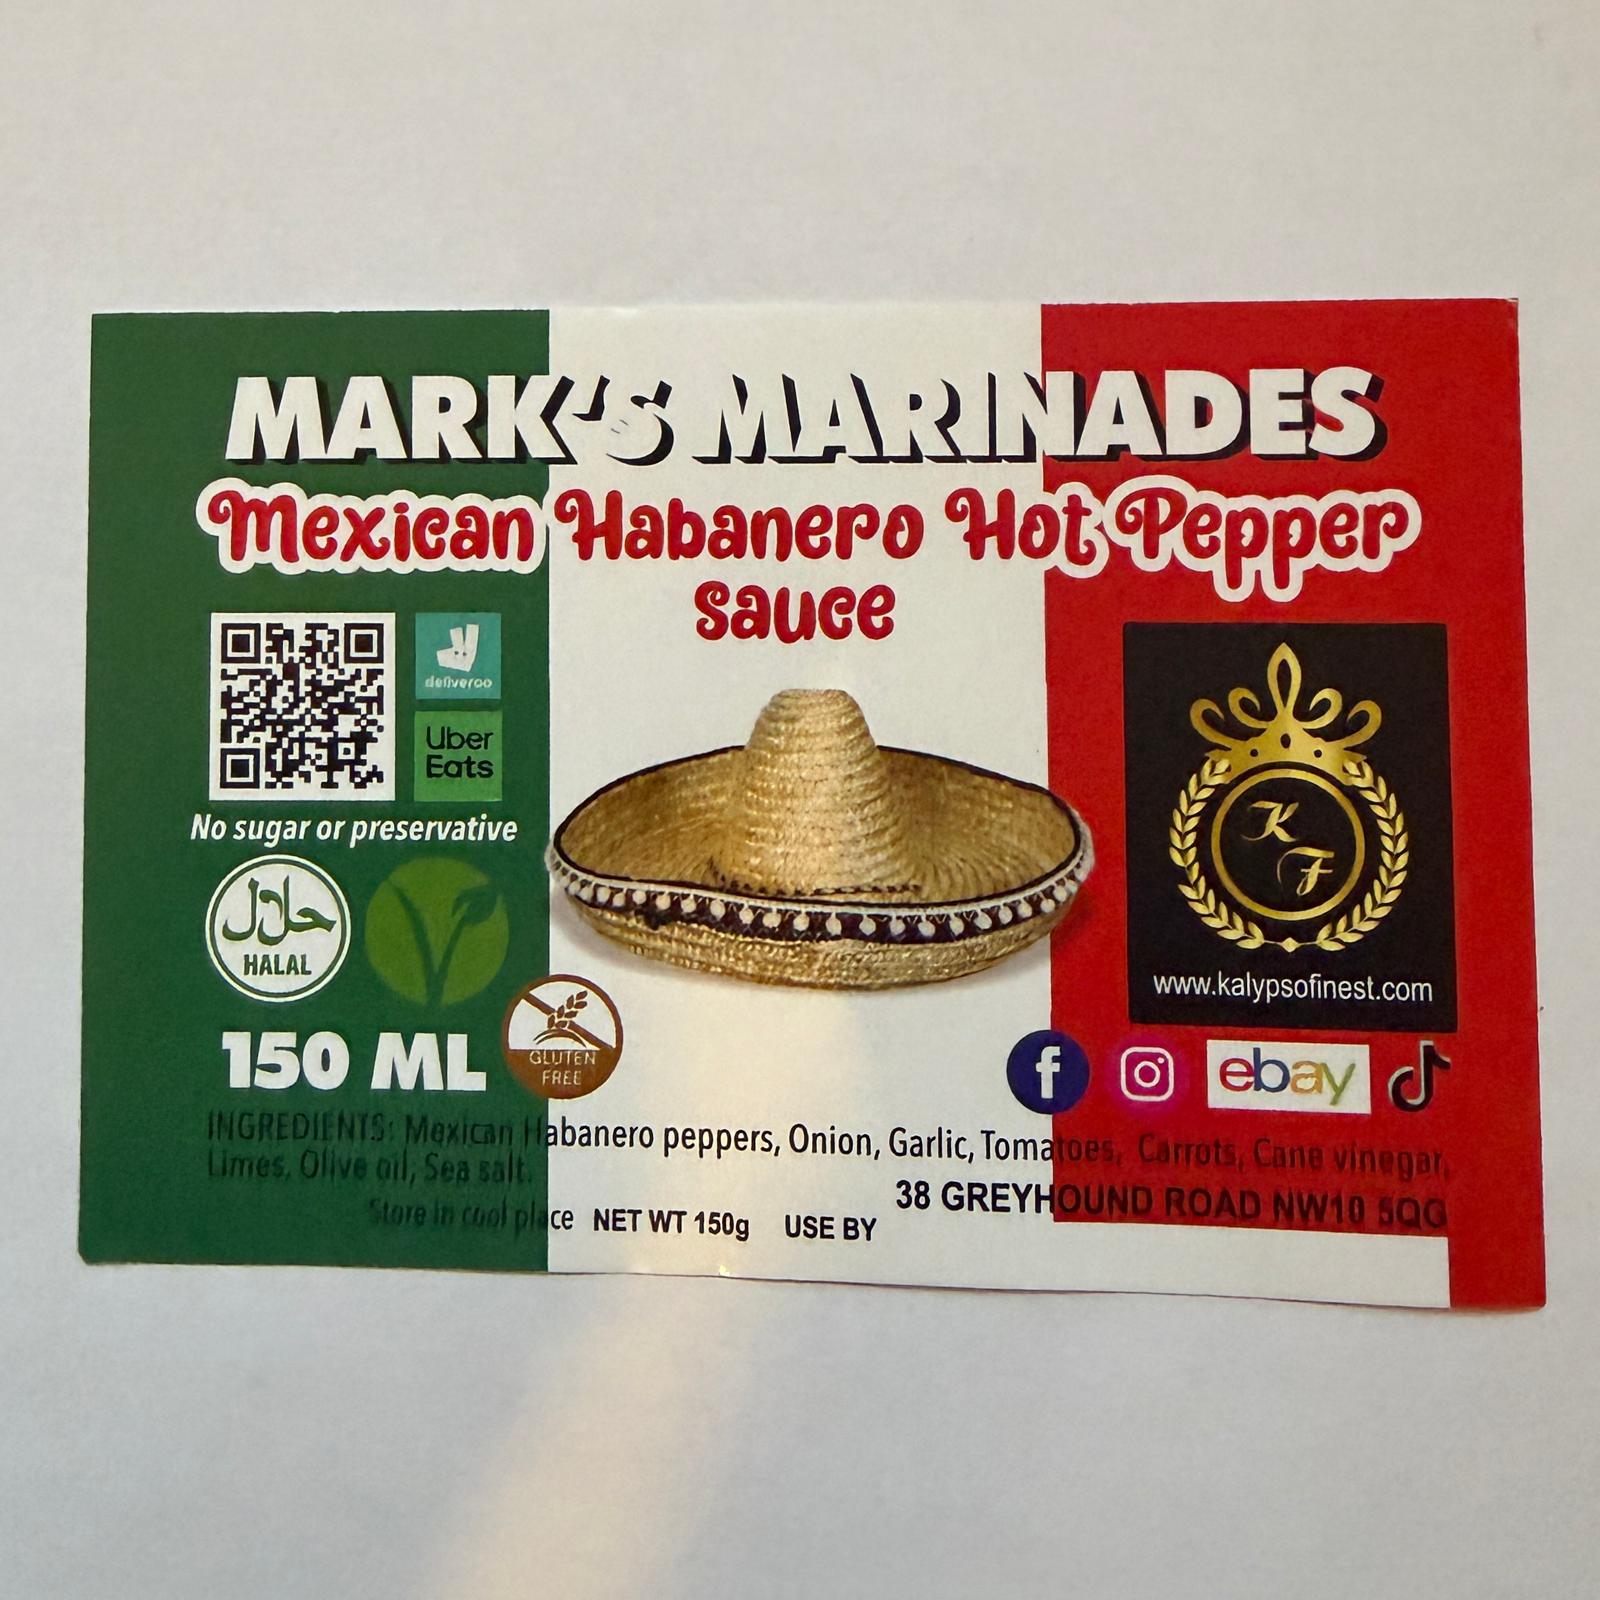 MARK'S MARINADES
Mexican Habanero Hot Pepper
sauce
deliveroo
Uber
Eats
No sugar or preservative
حلال
HALAL
V
K
F
www.kalypsofinest.com
150 ML
GLUTEN
FREE
f
ebay
INGREDIENTS: Mexican Habanero peppers, Onion, Garlic, Tomatoes, Carrots, Cane vinegar,
Limes, Olive oil, Sea salt.
38 GREYHOUND ROAD NW10 5QG
Store in cool place NET WT 150g USE BY